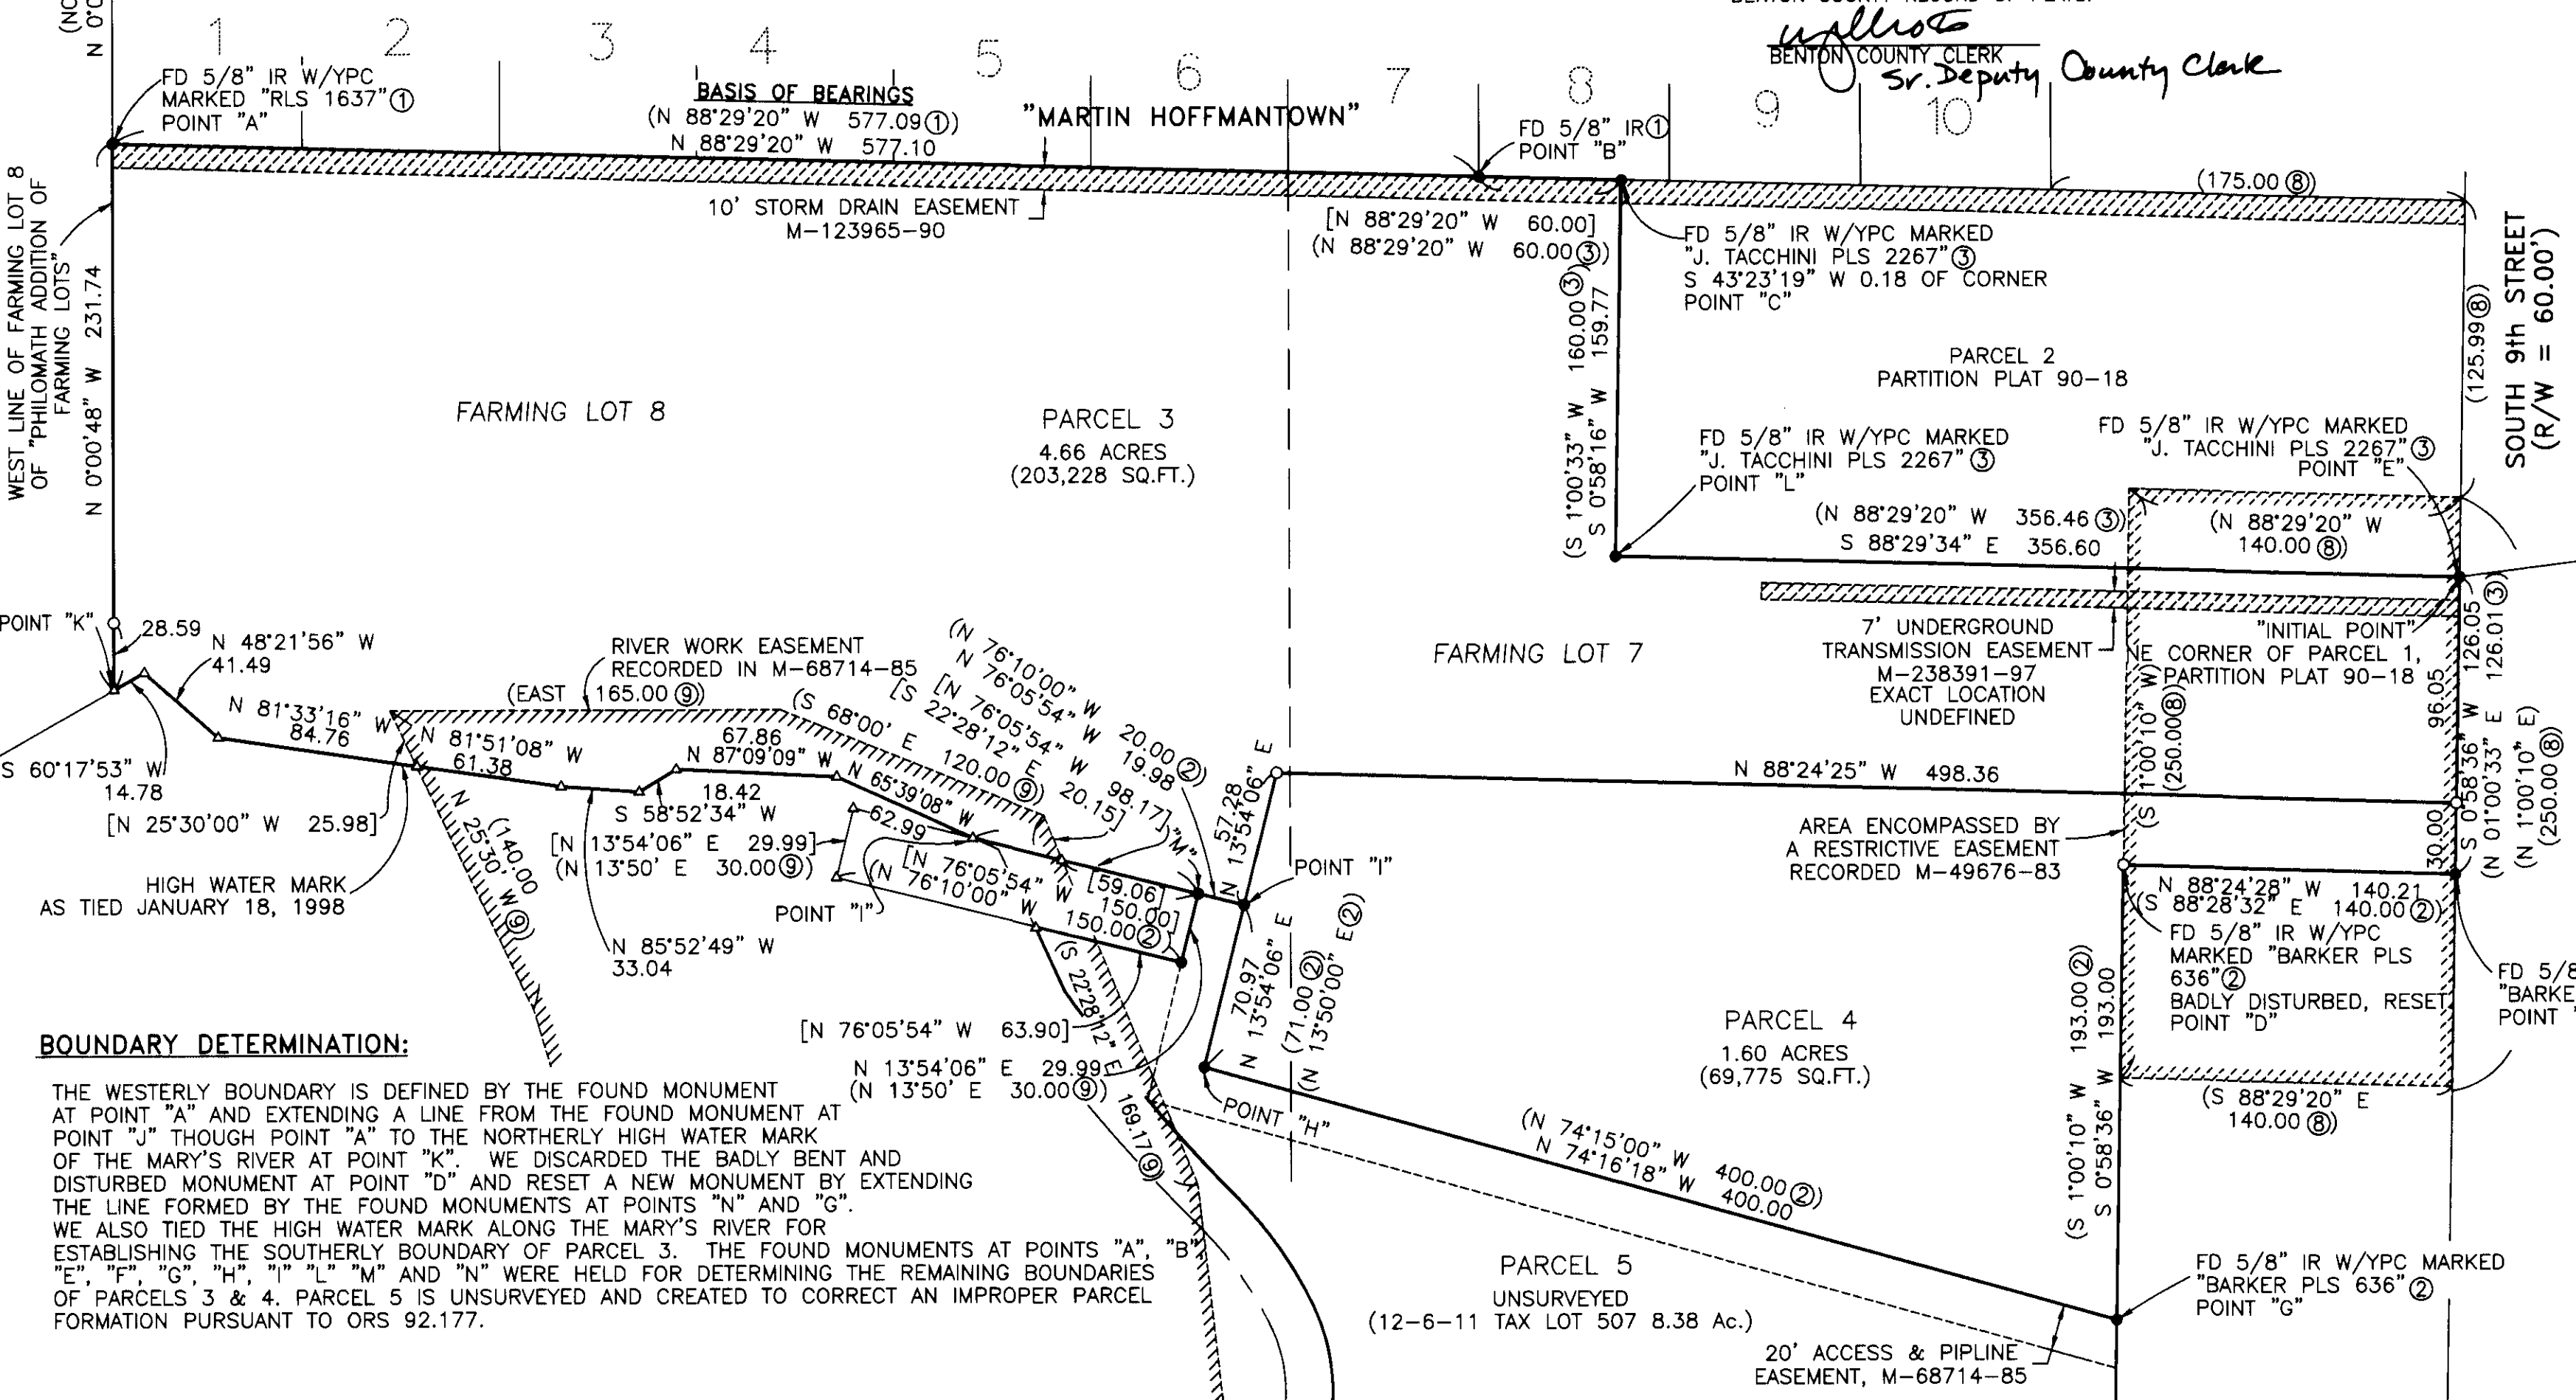 BENTON COUNTY CLERK
Sr. Deputy County Clerk
1
2
3
4
5
6
7
8
9
10
FD 5/8" IR W/YPC
MARKED "RLS 1637" ①
POINT "A"
BASIS OF BEARINGS
(N 88°29'20" W 577.09 ①)
N 88°29'20" W 577.10
"MARTIN HOFFMANTOWN"
FD 5/8" IR ①
POINT "B"
(175.00 ⑧)
10' STORM DRAIN EASEMENT
M-123965-90
[N 88°29'20" W 60.00]
(N 88°29'20" W 60.00 ③)
FD 5/8" IR W/YPC MARKED
"J. TACCHINI PLS 2267" ③
S 43°23'19" W 0.18 OF CORNER
POINT "C"
WEST LINE OF FARMING LOT 8
OF "PHILOMATH ADDITION OF
FARMING LOTS"
N 0°00'48" W 231.74
(S 1°00'33" W 160.00 ③)
S 0°58'16" W 159.77
PARCEL 2
PARTITION PLAT 90-18
(125.99 ⑧)
SOUTH 9th STREET
(R/W = 60.00')
FARMING LOT 8
PARCEL 3
4.66 ACRES
(203,228 SQ.FT.)
FD 5/8" IR W/YPC MARKED
"J. TACCHINI PLS 2267" ③
POINT "L"
FD 5/8" IR W/YPC MARKED
"J. TACCHINI PLS 2267" ③
POINT "E"
(N 88°29'20" W 356.46 ③)
S 88°29'34" E 356.60
(N 88°29'20" W
140.00 ⑧)
POINT "K"
28.59
N 48°21'56" W
41.49
RIVER WORK EASEMENT
RECORDED IN M-68714-85
(EAST 165.00 ⑨)
(S 68°00' E 120.00 ⑨)
(N 76°10'00" W 20.00 ②)
N 76°05'54" W 19.98
[S 22°28'12" E 20.15]
[N 76°05'54" W 98.17]
"M"
FARMING LOT 7
7' UNDERGROUND
TRANSMISSION EASEMENT
M-238391-97
EXACT LOCATION
UNDEFINED
"INITIAL POINT"
NE CORNER OF PARCEL 1,
PARTITION PLAT 90-18
(S 1°00'10" W
(250.00 ⑧)
96.05
S 0°58'36" W 126.05
(N 01°00'33" E 126.01 ③)
(N 1°00'10" E)
(250.00 ⑧)
N 81°33'16" W
84.76
N 81°51'08" W
61.38
67.86
N 87°09'09" W
18.42
S 58°52'34" W
N 65°39'08" W
62.99
S 60°17'53" W
14.78
[N 25°30'00" W 25.98]
(140.00
N 25°30' W ⑨)
[N 13°54'06" E 29.99]
(N 13°50' E 30.00 ⑨)
57.28
N 13°54'06" E
N 88°24'25" W 498.36
30.00
AREA ENCOMPASSED BY
A RESTRICTIVE EASEMENT
RECORDED M-49676-83
POINT "I"
HIGH WATER MARK
AS TIED JANUARY 18, 1998
POINT "I"
[59.06]
[N 76°05'54" W 150.00]
(N 76°10'00" W 150.00 ②)
N 85°52'49" W
33.04
N 88°24'28" W 140.21
(S 88°28'32" E 140.00 ②)
FD 5/8" IR W/YPC
MARKED "BARKER PLS
636" ②
BADLY DISTURBED, RESET
POINT "D"
FD 5/8
"BARKE
POINT
70.97
N 13°54'06" E
(71.00 ②)
(N 13°50'00" E ②)
(S 22°28'12" E
169.17 ⑨)
[N 76°05'54" W 63.90]
N 13°54'06" E 29.99
(N 13°50' E 30.00 ⑨)
POINT "H"
PARCEL 4
1.60 ACRES
(69,775 SQ.FT.)
(S 1°00'10" W 193.00 ②)
S 0°58'36" W 193.00
(S 88°29'20" E
140.00 ⑧)
(N 74°15'00" W 400.00 ②)
N 74°16'18" W 400.00
BOUNDARY DETERMINATION:
THE WESTERLY BOUNDARY IS DEFINED BY THE FOUND MONUMENT
AT POINT "A" AND EXTENDING A LINE FROM THE FOUND MONUMENT AT
POINT "J" THOUGH POINT "A" TO THE NORTHERLY HIGH WATER MARK
OF THE MARY'S RIVER AT POINT "K". WE DISCARDED THE BADLY BENT AND
DISTURBED MONUMENT AT POINT "D" AND RESET A NEW MONUMENT BY EXTENDING
THE LINE FORMED BY THE FOUND MONUMENTS AT POINTS "N" AND "G".
WE ALSO TIED THE HIGH WATER MARK ALONG THE MARY'S RIVER FOR
ESTABLISHING THE SOUTHERLY BOUNDARY OF PARCEL 3. THE FOUND MONUMENTS AT POINTS "A", "B",
"E", "F", "G", "H", "I" "L" "M" AND "N" WERE HELD FOR DETERMINING THE REMAINING BOUNDARIES
OF PARCELS 3 & 4. PARCEL 5 IS UNSURVEYED AND CREATED TO CORRECT AN IMPROPER PARCEL
FORMATION PURSUANT TO ORS 92.177.
PARCEL 5
UNSURVEYED
(12-6-11 TAX LOT 507 8.38 Ac.)
FD 5/8" IR W/YPC MARKED
"BARKER PLS 636" ②
POINT "G"
20' ACCESS & PIPLINE
EASEMENT, M-68714-85